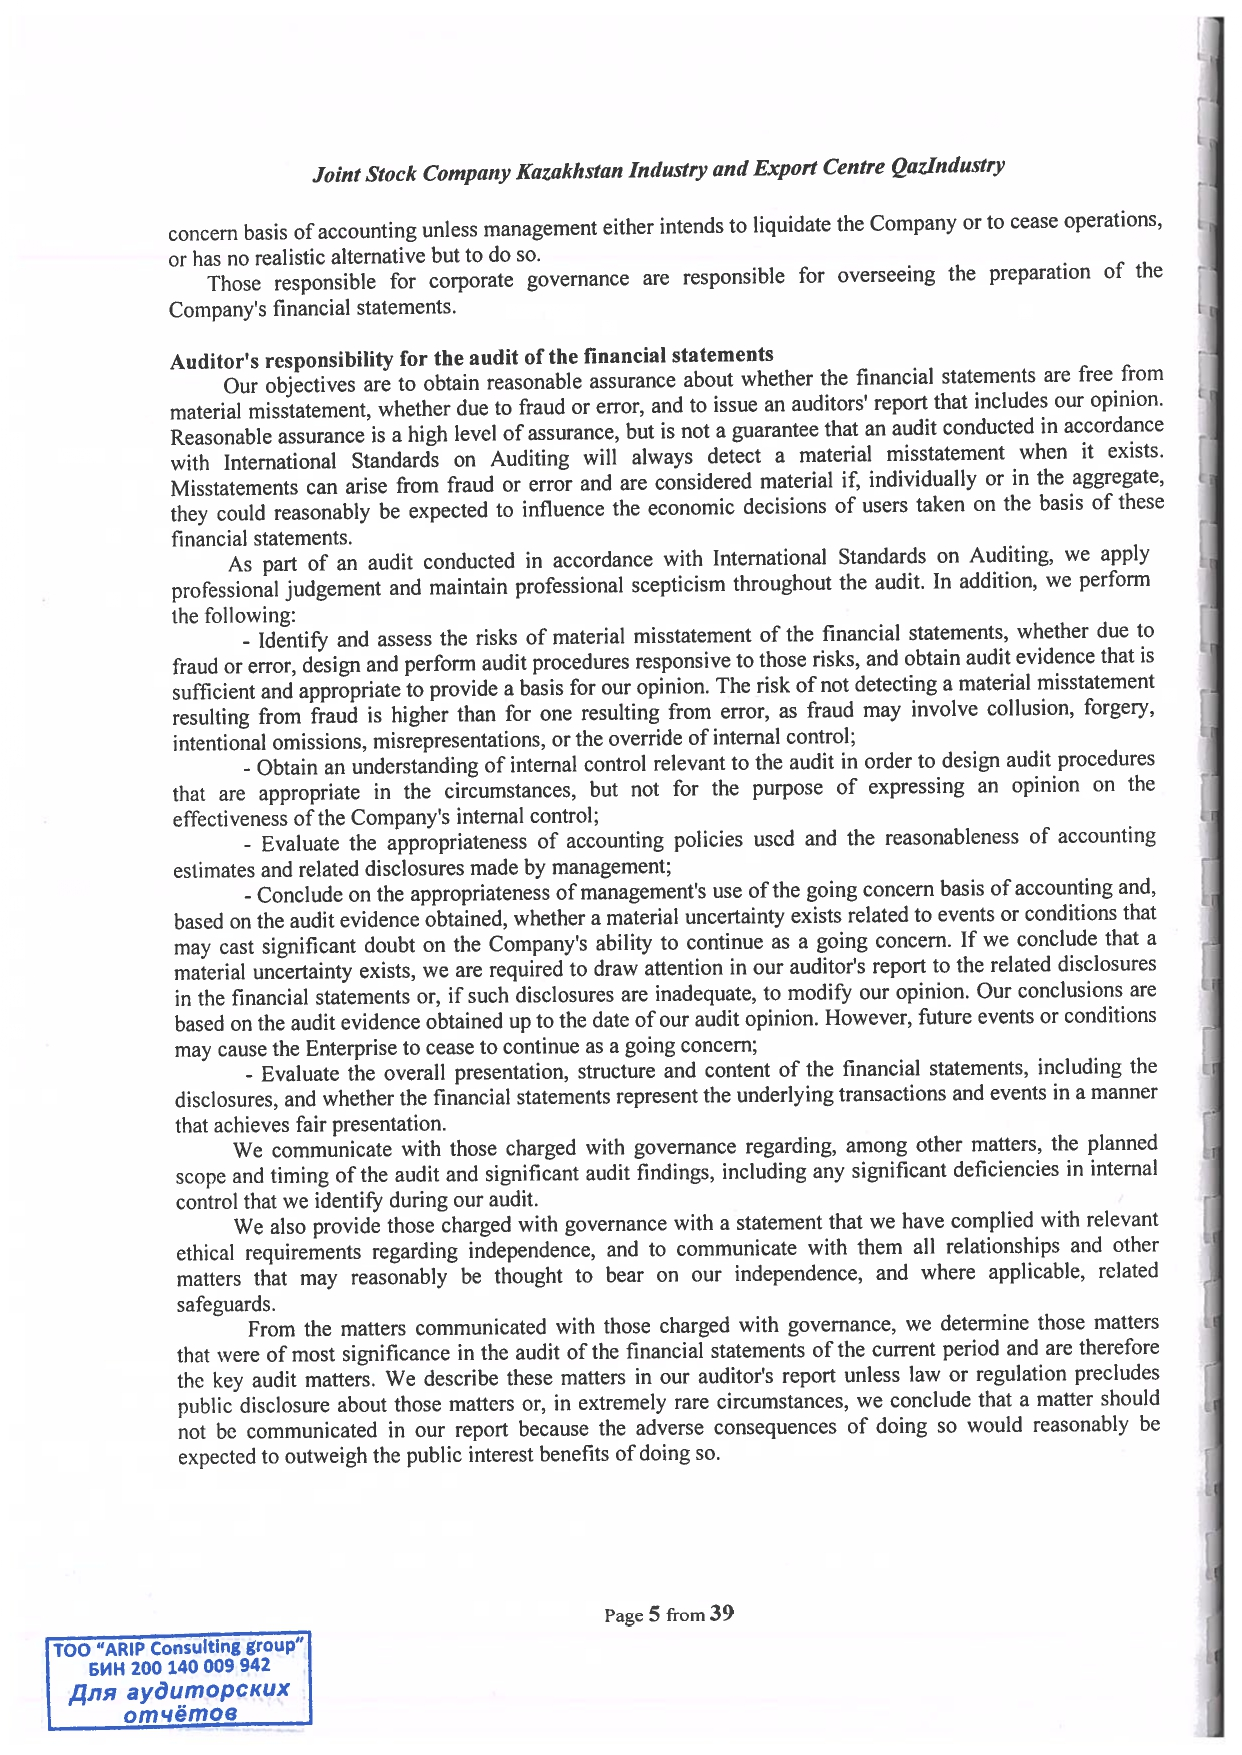 Joint Stock Company Kazakhstan Industry and Export Centre QazIndustry
concern basis of accounting unless management either intends to liquidate the Company or to cease operations,
or has no realistic alternative but to do so.
Those responsible for corporate governance are responsible for overseeing the preparation of the
Company's financial statements.
Auditor's responsibility for the audit of the financial statements
Our objectives are to obtain reasonable assurance about whether the financial statements are free from
material misstatement, whether due to fraud or error, and to issue an auditors' report that includes our opinion.
Reasonable assurance is a high level of assurance, but is not a guarantee that an audit conducted in accordance
with International Standards on Auditing will always detect a material misstatement when it exists.
Misstatements can arise from fraud or error and are considered material if, individually or in the aggregate,
they could reasonably be expected to influence the economic decisions of users taken on the basis of these
financial statements.
As part of an audit conducted in accordance with International Standards on Auditing, we apply
professional judgement and maintain professional scepticism throughout the audit. In addition, we perform
the following:
- Identify and assess the risks of material misstatement of the financial statements, whether due to
fraud or error, design and perform audit procedures responsive to those risks, and obtain audit evidence that is
sufficient and appropriate to provide a basis for our opinion. The risk of not detecting a material misstatement
resulting from fraud is higher than for one resulting from error, as fraud may involve collusion, forgery,
intentional omissions, misrepresentations, or the override of internal control;
- Obtain an understanding of internal control relevant to the audit in order to design audit procedures
that are appropriate in the circumstances, but not for the purpose of expressing an opinion on the
effectiveness of the Company's internal control;
- Evaluate the appropriateness of accounting policies used and the reasonableness of accounting
estimates and related disclosures made by management;
- Conclude on the appropriateness of management's use of the going concern basis of accounting and,
based on the audit evidence obtained, whether a material uncertainty exists related to events or conditions that
may cast significant doubt on the Company's ability to continue as a going concern. If we conclude that a
material uncertainty exists, we are required to draw attention in our auditor's report to the related disclosures
in the financial statements or, if such disclosures are inadequate, to modify our opinion. Our conclusions are
based on the audit evidence obtained up to the date of our audit opinion. However, future events or conditions
may cause the Enterprise to cease to continue as a going concern;
- Evaluate the overall presentation, structure and content of the financial statements, including the
disclosures, and whether the financial statements represent the underlying transactions and events in a manner
that achieves fair presentation.
We communicate with those charged with governance regarding, among other matters, the planned
scope and timing of the audit and significant audit findings, including any significant deficiencies in internal
control that we identify during our audit.
We also provide those charged with governance with a statement that we have complied with relevant
ethical requirements regarding independence, and to communicate with them all relationships and other
matters that may reasonably be thought to bear on our independence, and where applicable, related
safeguards.
From the matters communicated with those charged with governance, we determine those matters
that were of most significance in the audit of the financial statements of the current period and are therefore
the key audit matters. We describe these matters in our auditor's report unless law or regulation precludes
public disclosure about those matters or, in extremely rare circumstances, we conclude that a matter should
not be communicated in our report because the adverse consequences of doing so would reasonably be
expected to outweigh the public interest benefits of doing so.
Page 5 from 39
ТОО "ARIP Consulting group"
БИН 200 140 009 942
Для аудиторских
отчётов